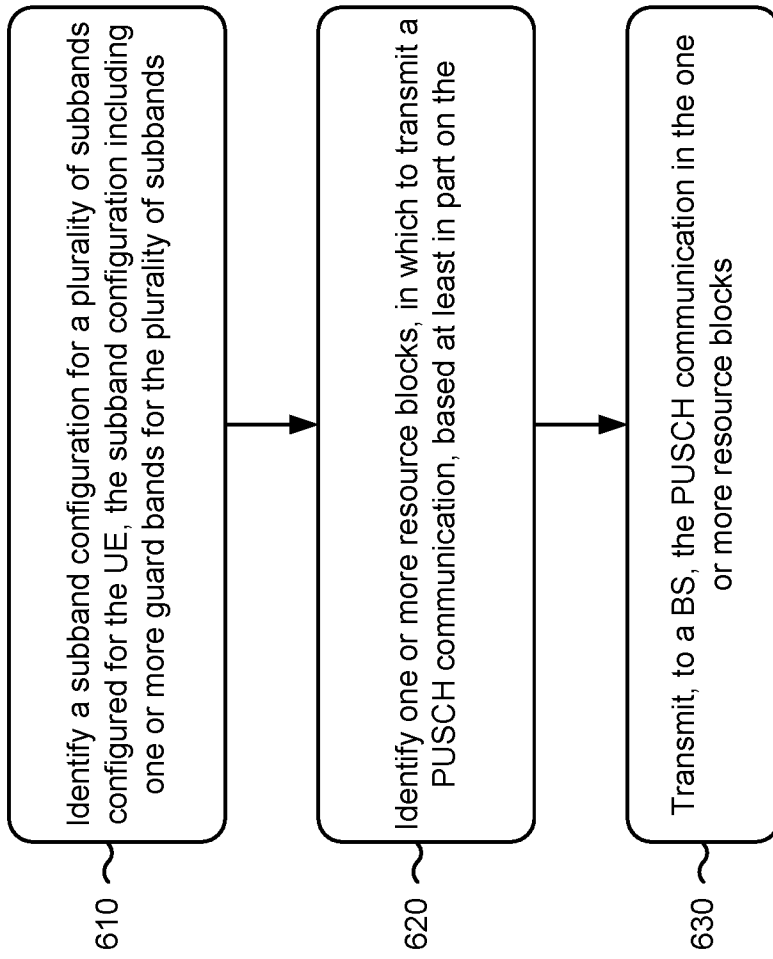 610
Identify a subband configuration for a plurality of subbands
configured for the UE, the subband configuration including
one or more guard bands for the plurality of subbands
620
Identify one or more resource blocks, in which to transmit a
PUSCH communication, based at least in part on the
630
Transmit, to a BS, the PUSCH communication in the one
or more resource blocks